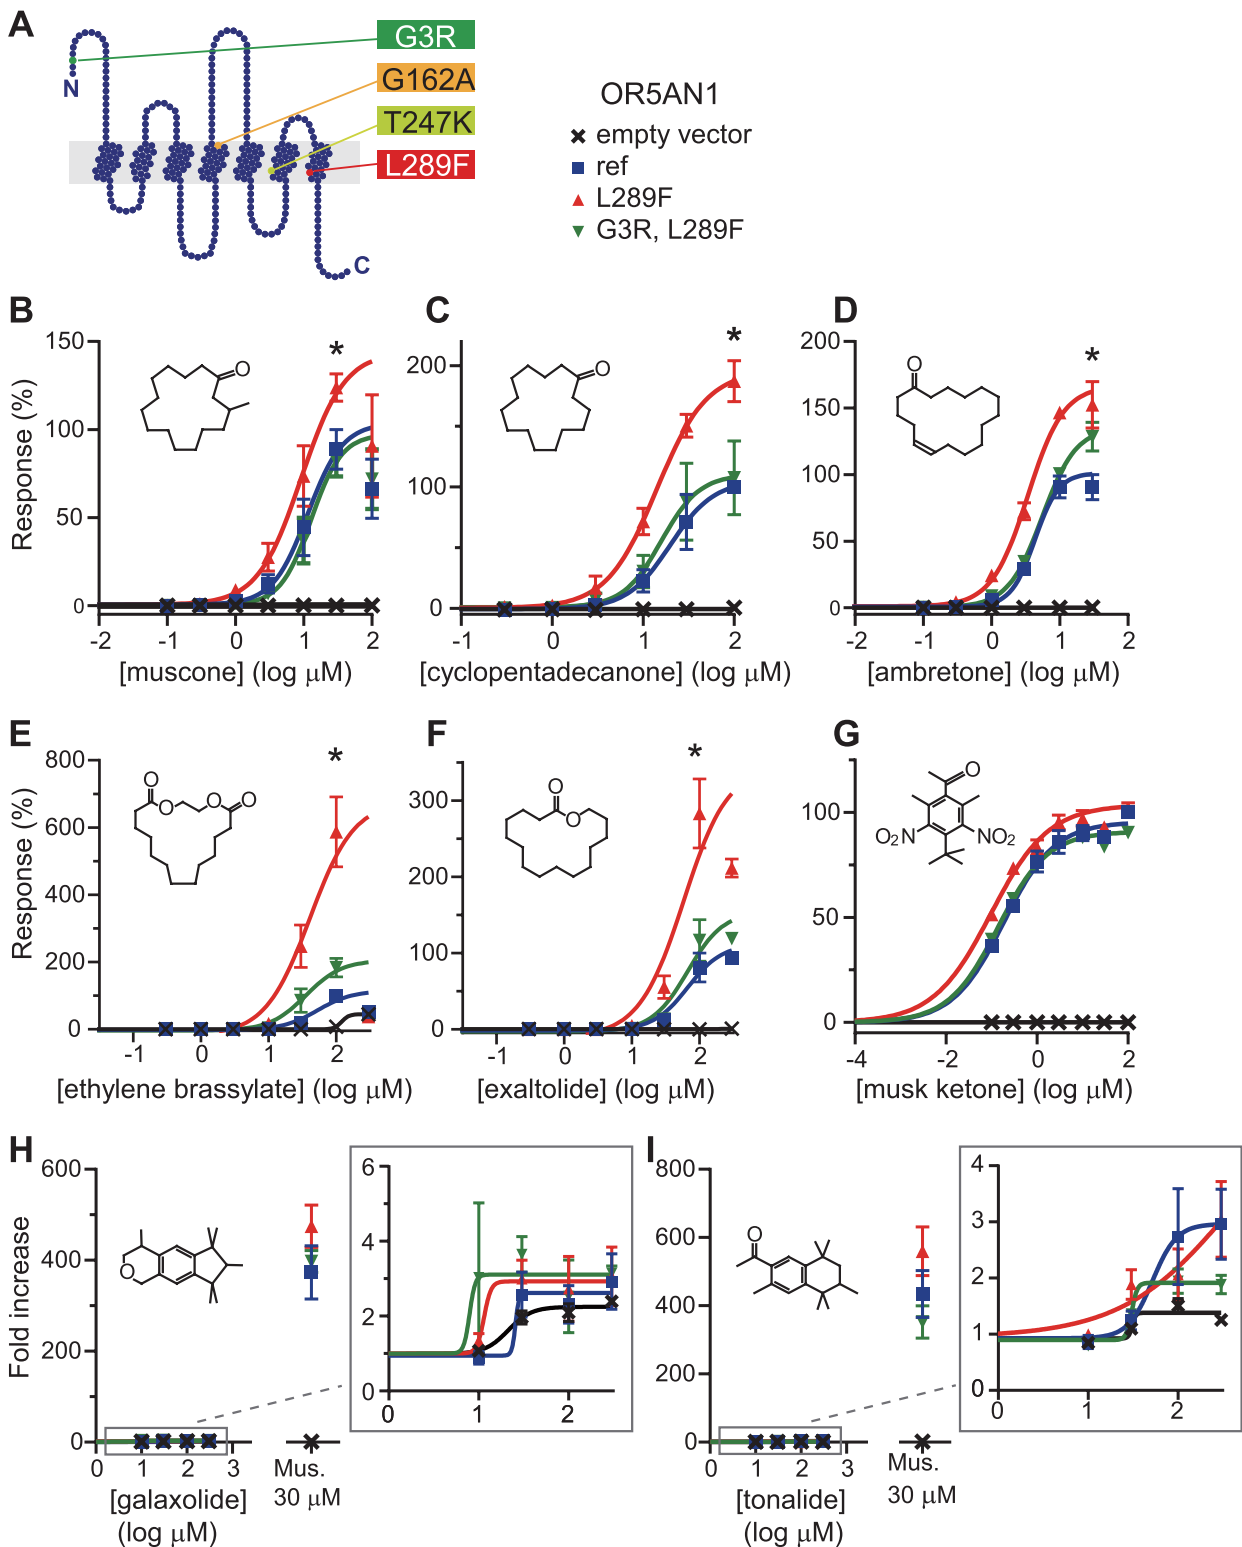 A
G3R
G162A
T247K
L289F
N
C
OR5AN1
empty vector
ref
L289F
G3R, L289F
B
150
100
50
0
Response (%)
O
*
-2 -1 0 1 2
[muscone] (log μM)
C
200
100
0
O
*
-1 0 1 2
[cyclopentadecanone] (log μM)
D
200
150
100
50
0
O
*
-2 -1 0 1 2
[ambretone] (log μM)
E
800
600
400
200
0
Response (%)
O
O
O
O
*
-1 0 1 2
[ethylene brassylate] (log μM)
F
300
200
100
0
O
O
*
-1 0 1 2
[exaltolide] (log μM)
G
100
50
0
O
O₂N
NO₂
-4 -2 0 2
[musk ketone] (log μM)
H
600
400
200
0
Fold increase
O
0 1 2 3
[galaxolide]
(log μM)
Mus.
30 μM
6
4
2
0
0 1 2
I
800
600
400
200
0
O
0 1 2 3
[tonalide]
(log μM)
Mus.
30 μM
4
3
2
1
0
0 1 2